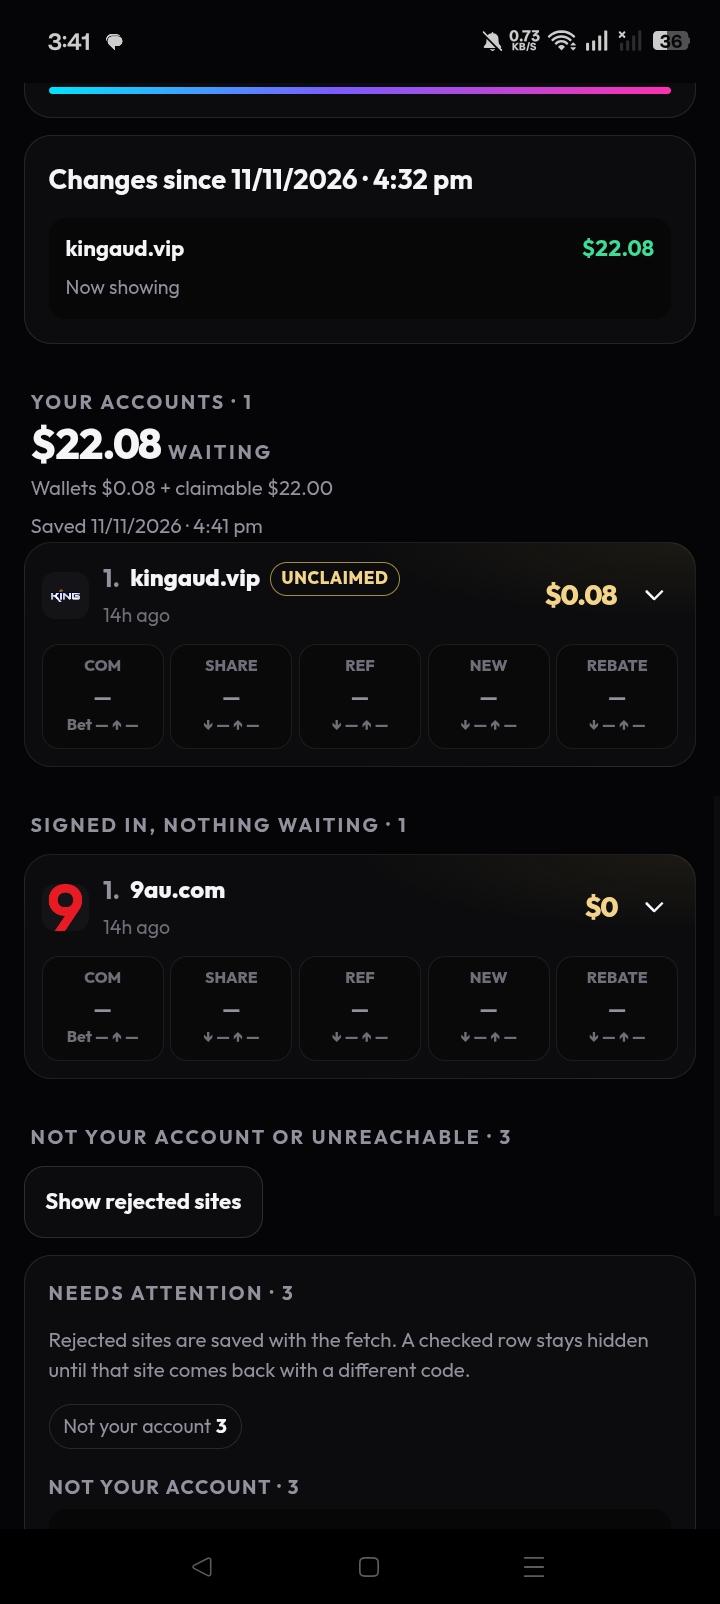 3:41
0.73
KB/S
36
Changes since 11/11/2026 · 4:32 pm
kingaud.vip $22.08
Now showing
YOUR ACCOUNTS · 1
$22.08 WAITING
Wallets $0.08 + claimable $22.00
Saved 11/11/2026 · 4:41 pm
KING
1. kingaud.vip UNCLAIMED $0.08
14h ago
COM SHARE REF NEW REBATE
— — — — —
Bet — ↑ — ↓ — ↑ — ↓ — ↑ — ↓ — ↑ — ↓ — ↑ —
SIGNED IN, NOTHING WAITING · 1
9
1. 9au.com $0
14h ago
COM SHARE REF NEW REBATE
— — — — —
Bet — ↑ — ↓ — ↑ — ↓ — ↑ — ↓ — ↑ — ↓ — ↑ —
NOT YOUR ACCOUNT OR UNREACHABLE · 3
Show rejected sites
NEEDS ATTENTION · 3
Rejected sites are saved with the fetch. A checked row stays hidden
until that site comes back with a different code.
Not your account 3
NOT YOUR ACCOUNT · 3